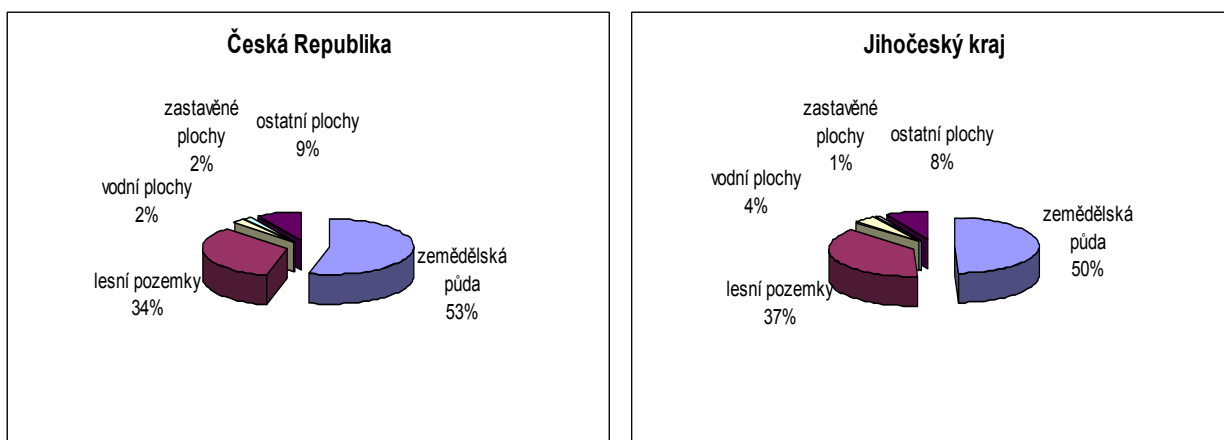 Česká Republika
zastavěné
plochy
2%
ostatní plochy
9%
vodní plochy
2%
lesní pozemky
34%
zemědělská
půda
53%
Jihočeský kraj
zastavěné
plochy
1%
ostatní plochy
8%
vodní plochy
4%
lesní pozemky
37%
zemědělská
půda
50%